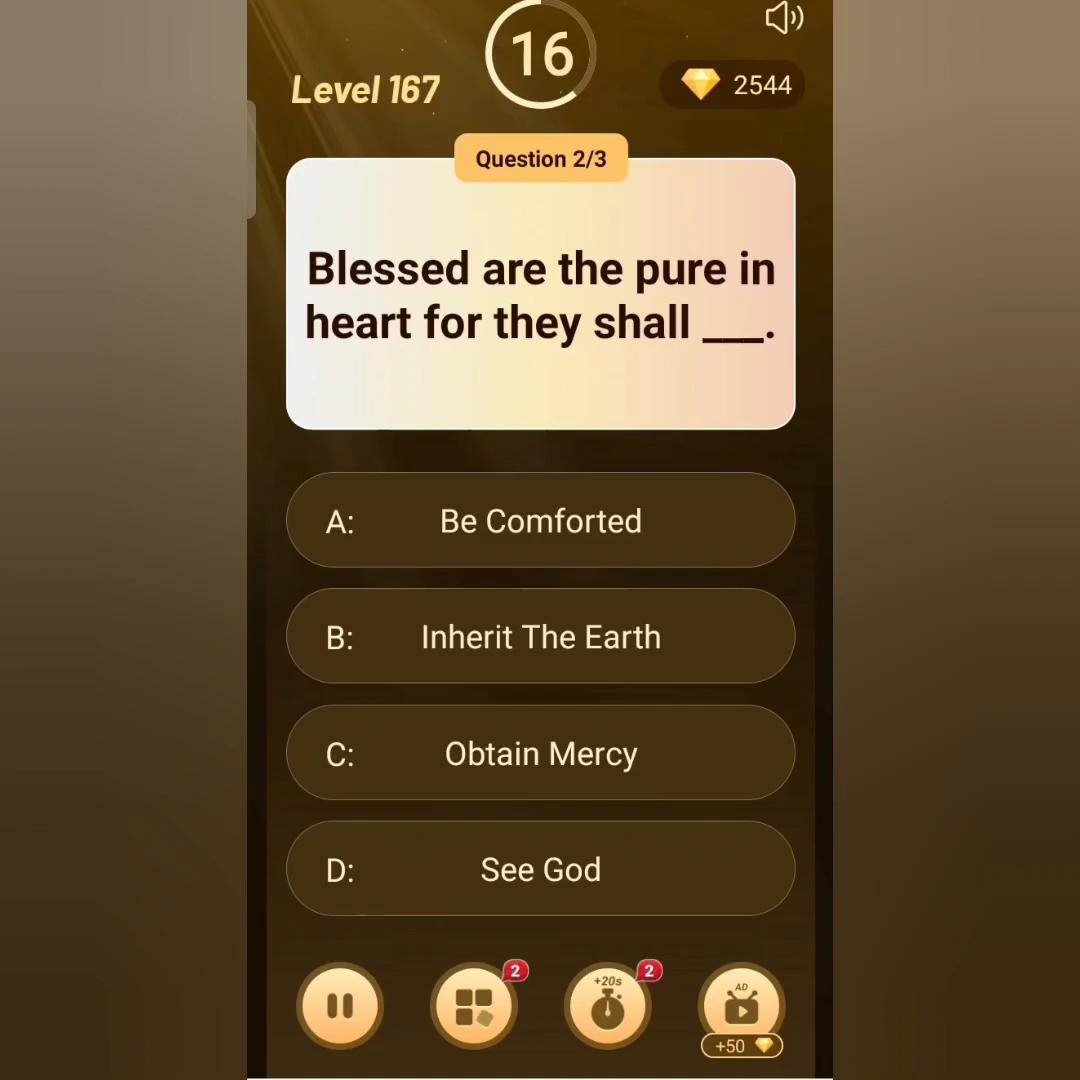 16
Level 167
2544
Question 2/3
Blessed are the pure in
heart for they shall ___.
A: Be Comforted
B: Inherit The Earth
C: Obtain Mercy
D: See God
2
+20s
2
AD
+50